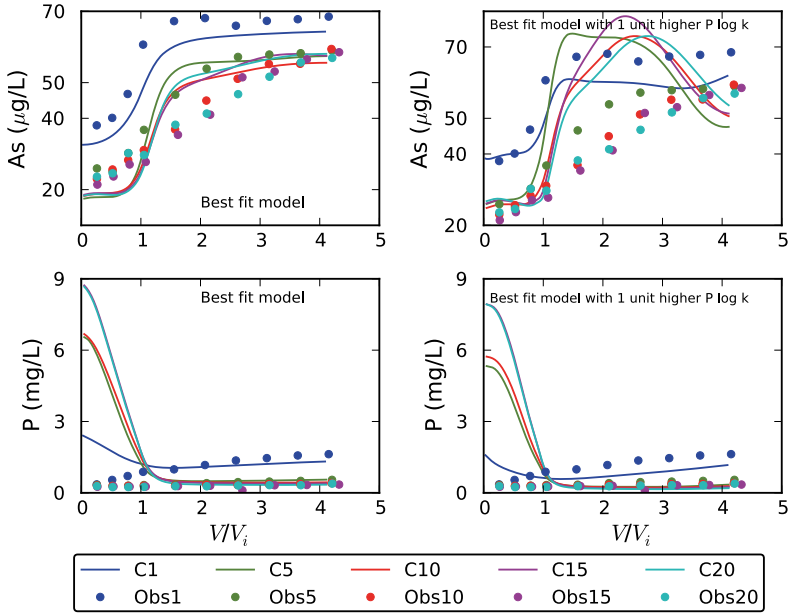 70
50
30
20
As (μg/L)
Best fit model
0 1 2 3 4 5
80
60
40
20
As (μg/L)
Best fit model with 1 unit higher P log k
0 1 2 3 4 5
9
6
3
0
P (mg/L)
Best fit model
0 1 2 3 4 5
V/Vi
9
6
3
0
P (mg/L)
Best fit model with 1 unit higher P log k
0 1 2 3 4 5
V/Vi
C1 C5 C10 C15 C20
Obs1 Obs5 Obs10 Obs15 Obs20